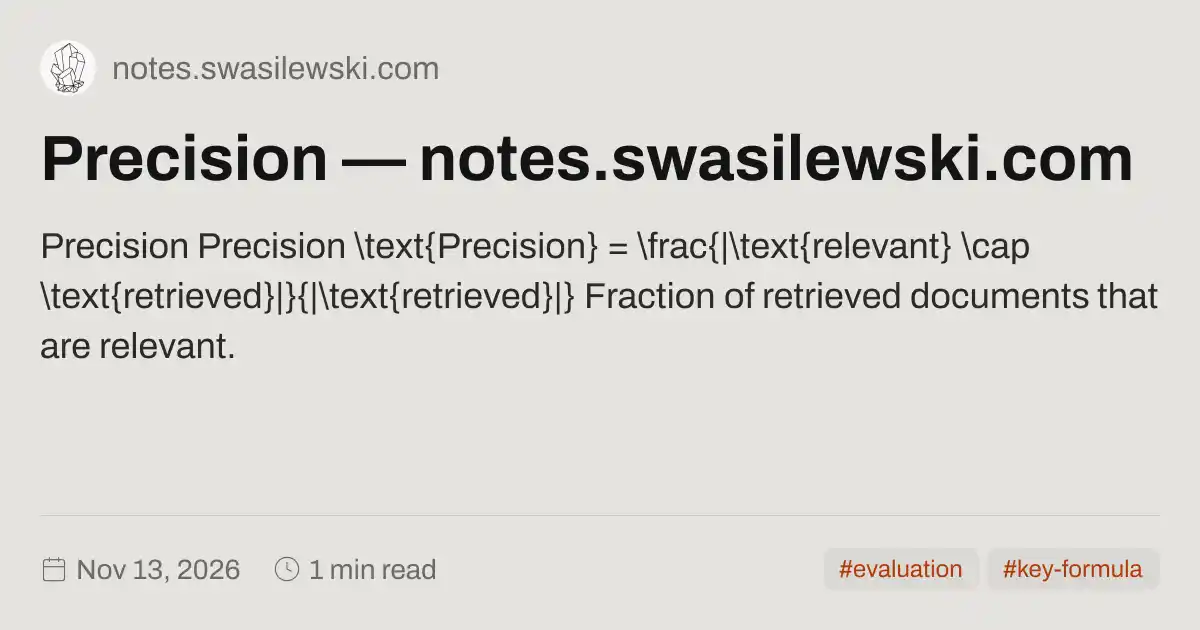 notes.swasilewski.com
Precision — notes.swasilewski.com
Precision Precision \text{Precision} = \frac{|\text{relevant} \cap
\text{retrieved}|}{|\text{retrieved}|} Fraction of retrieved documents that
are relevant.
Nov 13, 2026 1 min read #evaluation #key-formula